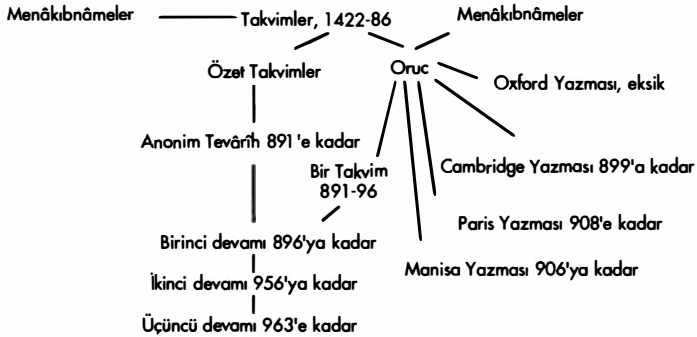 Menâkıbnâmeler
Takvimler, 1422-86
Menâkıbnâmeler
Özet Takvimler
Oruc
Oxford Yazması, eksik
Anonim Tevârîh 891'e kadar
Bir Takvim
891-96
Cambridge Yazması 899'a kadar
Paris Yazması 908'e kadar
Birinci devamı 896'ya kadar
Manisa Yazması 906'ya kadar
İkinci devamı 956'ya kadar
Üçüncü devamı 963'e kadar